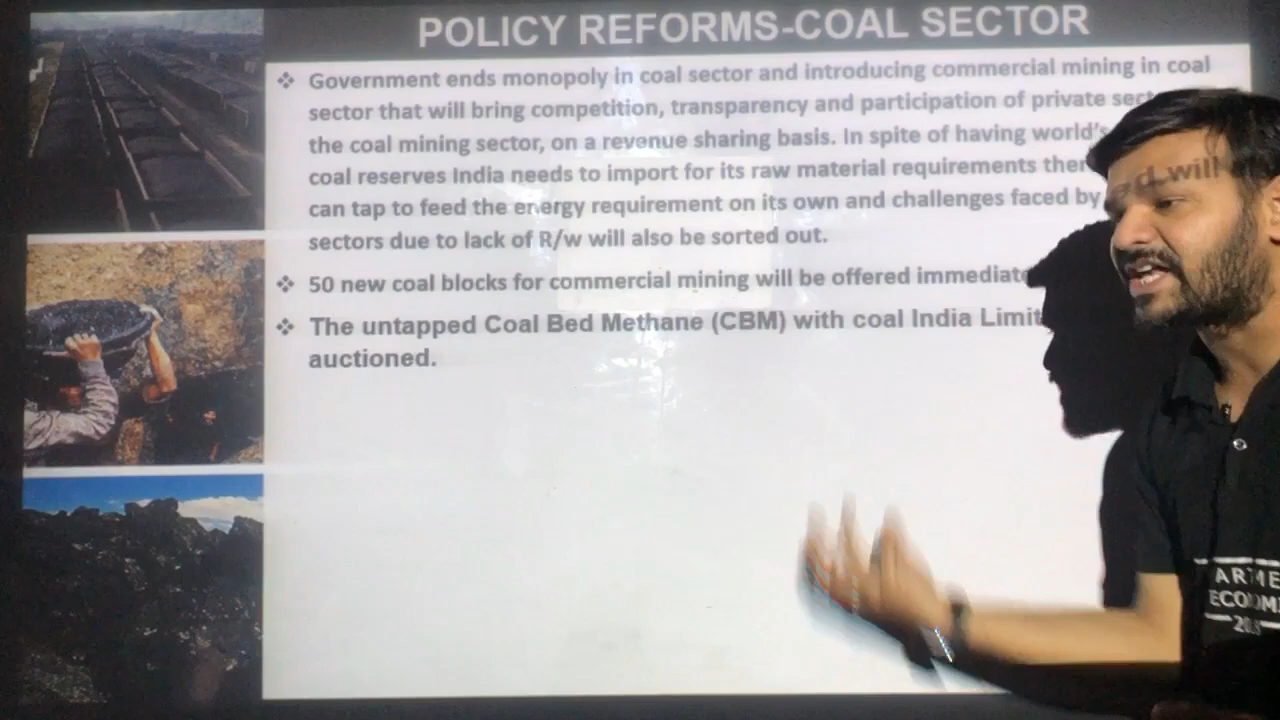 POLICY REFORMS-COAL SECTOR
❖ Government ends monopoly in coal sector and introducing commercial mining in coal
sector that will bring competition, transparency and participation of private
the coal mining sector, on a revenue sharing basis. In spite of having world's
coal reserves India needs to import for its raw material requirements
can tap to feed the energy requirement on its own and challenges faced by
sectors due to lack of R/w will also be sorted out.
❖ 50 new coal blocks for commercial mining will be offered
❖ The untapped Coal Bed Methane (CBM) with coal India
will
auctioned.